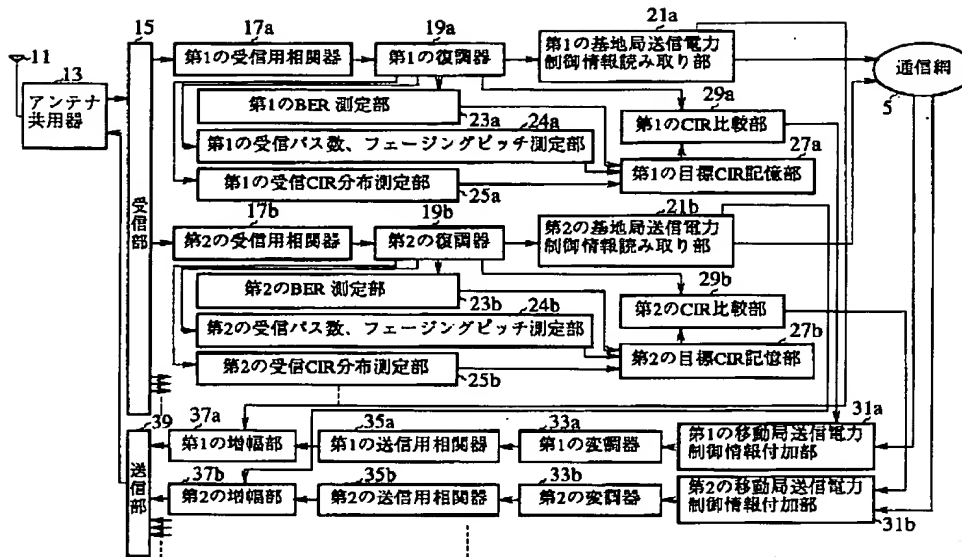 15
17a
19a
21a
11
13
アンテナ
共用器
第1の受信用相関器
第1の復調器
第1の基地局送信電力
制御情報読み取り部
通信網
5
第1のBER 測定部
23a
24a
29a
第1のCIR比較部
第1の受信パス数、フェージングピッチ測定部
27a
第1の受信CIR分布測定部
25a
第1の目標CIR記憶部
受信部
17b
19b
21b
第2の受信用相関器
第2の復調器
第2の基地局送信電力
制御情報読み取り部
第2のBER 測定部
23b
24b
29b
第2のCIR比較部
第2の受信パス数、フェージングピッチ測定部
27b
第2の受信CIR分布測定部
25b
第2の目標CIR記憶部
39
37a
35a
33a
31a
第1の増幅部
第1の送信用相関器
第1の変調器
第1の移動局送信電力
制御情報付加部
送信部
37b
35b
33b
第2の増幅部
第2の送信用相関器
第2の変調器
第2の移動局送信電力
制御情報付加部
31b